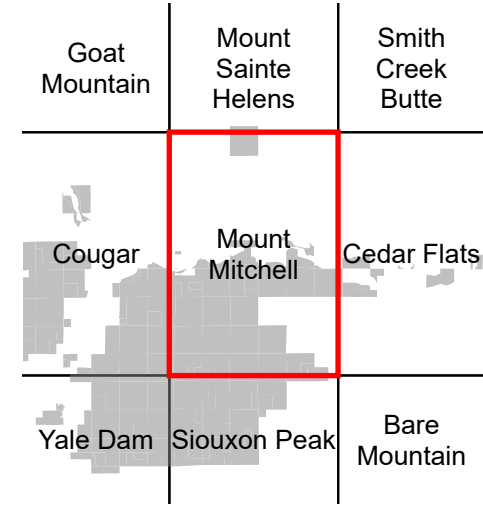 Goat
Mountain
Mount
Sainte
Helens
Smith
Creek
Butte
Cougar
Mount
Mitchell
Cedar Flats
Yale Dam
Siouxon Peak
Bare
Mountain